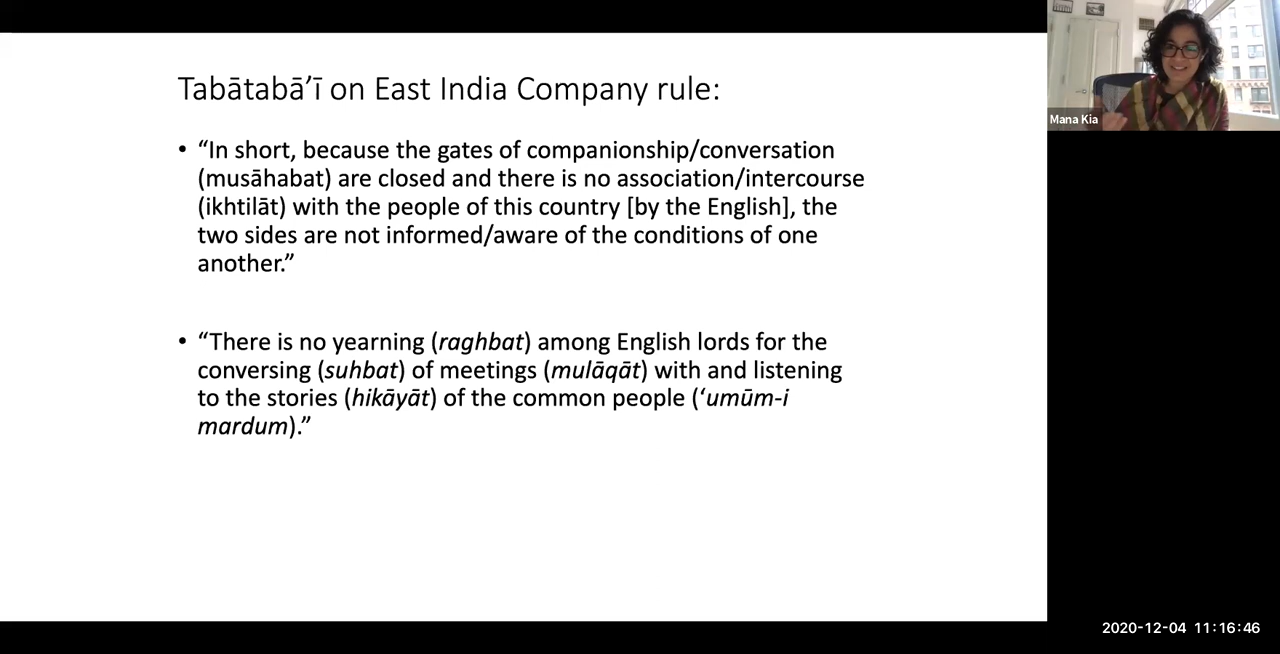 Tabātabā’ī on East India Company rule:
• “In short, because the gates of companionship/conversation
(musāhabat) are closed and there is no association/intercourse
(ikhtilāt) with the people of this country [by the English], the
two sides are not informed/aware of the conditions of one
another.”
• “There is no yearning (raghbat) among English lords for the
conversing (suhbat) of meetings (mulāqāt) with and listening
to the stories (hikāyāt) of the common people (‘umūm-i
mardum).”
Mana Kia
2020-12-04 11:16:46